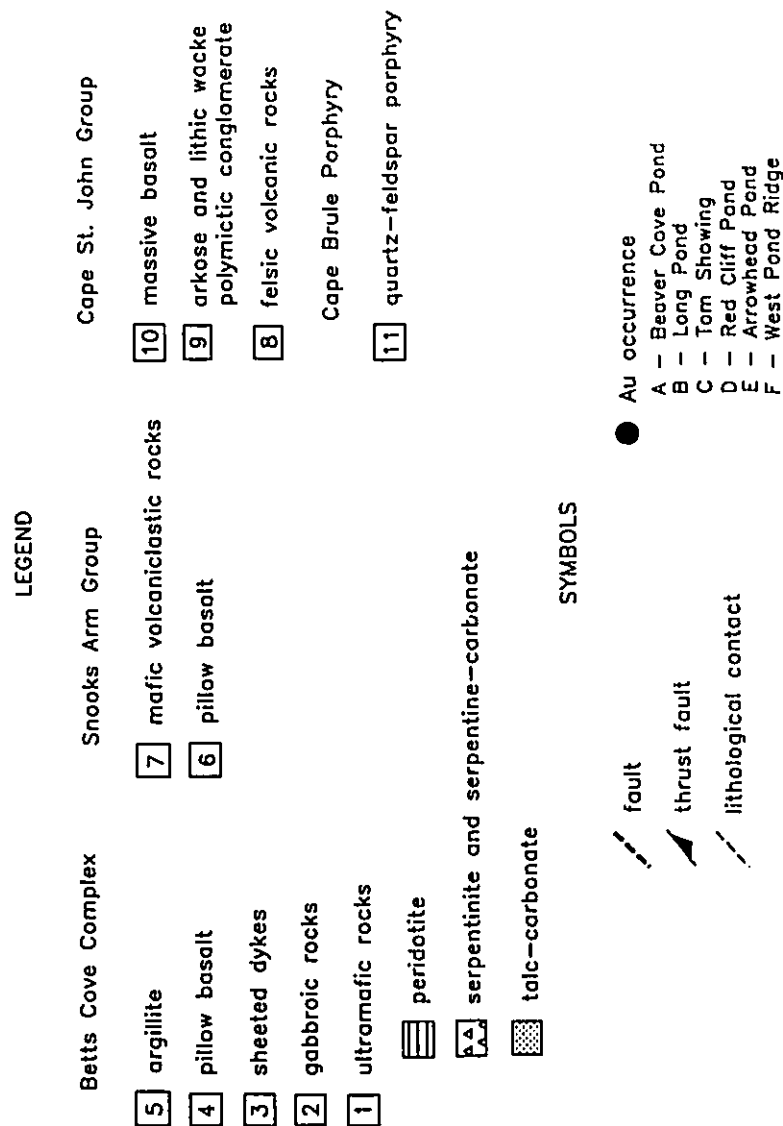 LEGEND
Betts Cove Complex
5 argillite
4 pillow basalt
3 sheeted dykes
2 gabbroic rocks
1 ultramafic rocks
peridotite
serpentinite and serpentine-carbonate
talc-carbonate
Snooks Arm Group
7 mafic volcaniclastic rocks
6 pillow basalt
Cape St. John Group
10 massive basalt
9 arkose and lithic wacke
polymictic conglomerate
8 felsic volcanic rocks
Cape Brule Porphyry
11 quartz-feldspar porphyry
SYMBOLS
fault
thrust fault
lithological contact
Au occurrence
A - Beaver Cove Pond
B - Long Pond
C - Tom Showing
D - Red Cliff Pond
E - Arrowhead Pond
F - West Pond Ridge